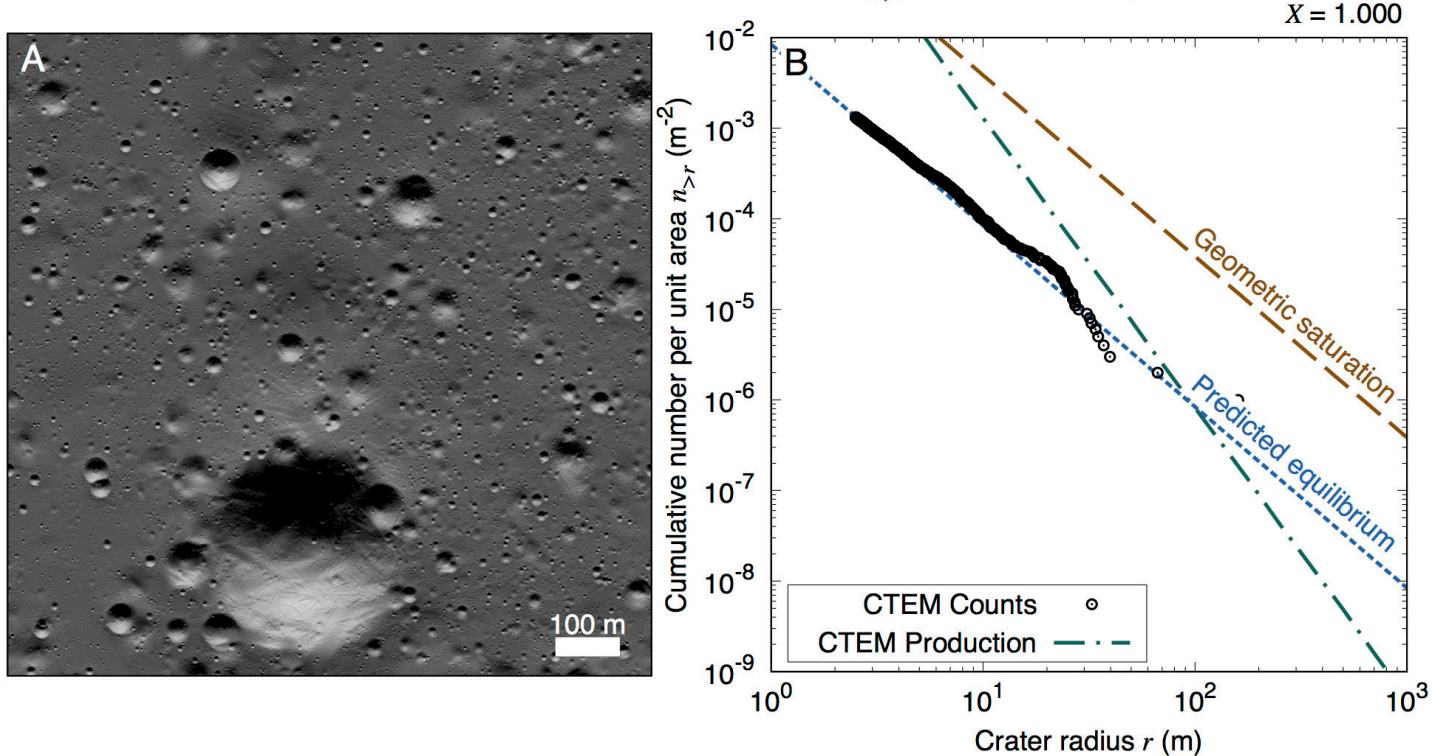 X = 1.000
A
100 m
B
Cumulative number per unit area n>r (m-2)
10-2
10-3
10-4
10-5
10-6
10-7
10-8
10-9
Geometric saturation
Predicted equilibrium
CTEM Counts
CTEM Production
100 101 102 103
Crater radius r (m)